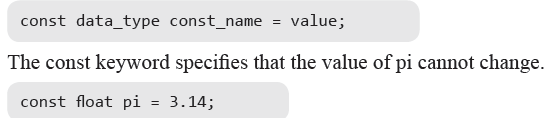 const data_type const_name = value;
The const keyword specifies that the value of pi cannot change.
const float pi = 3.14;